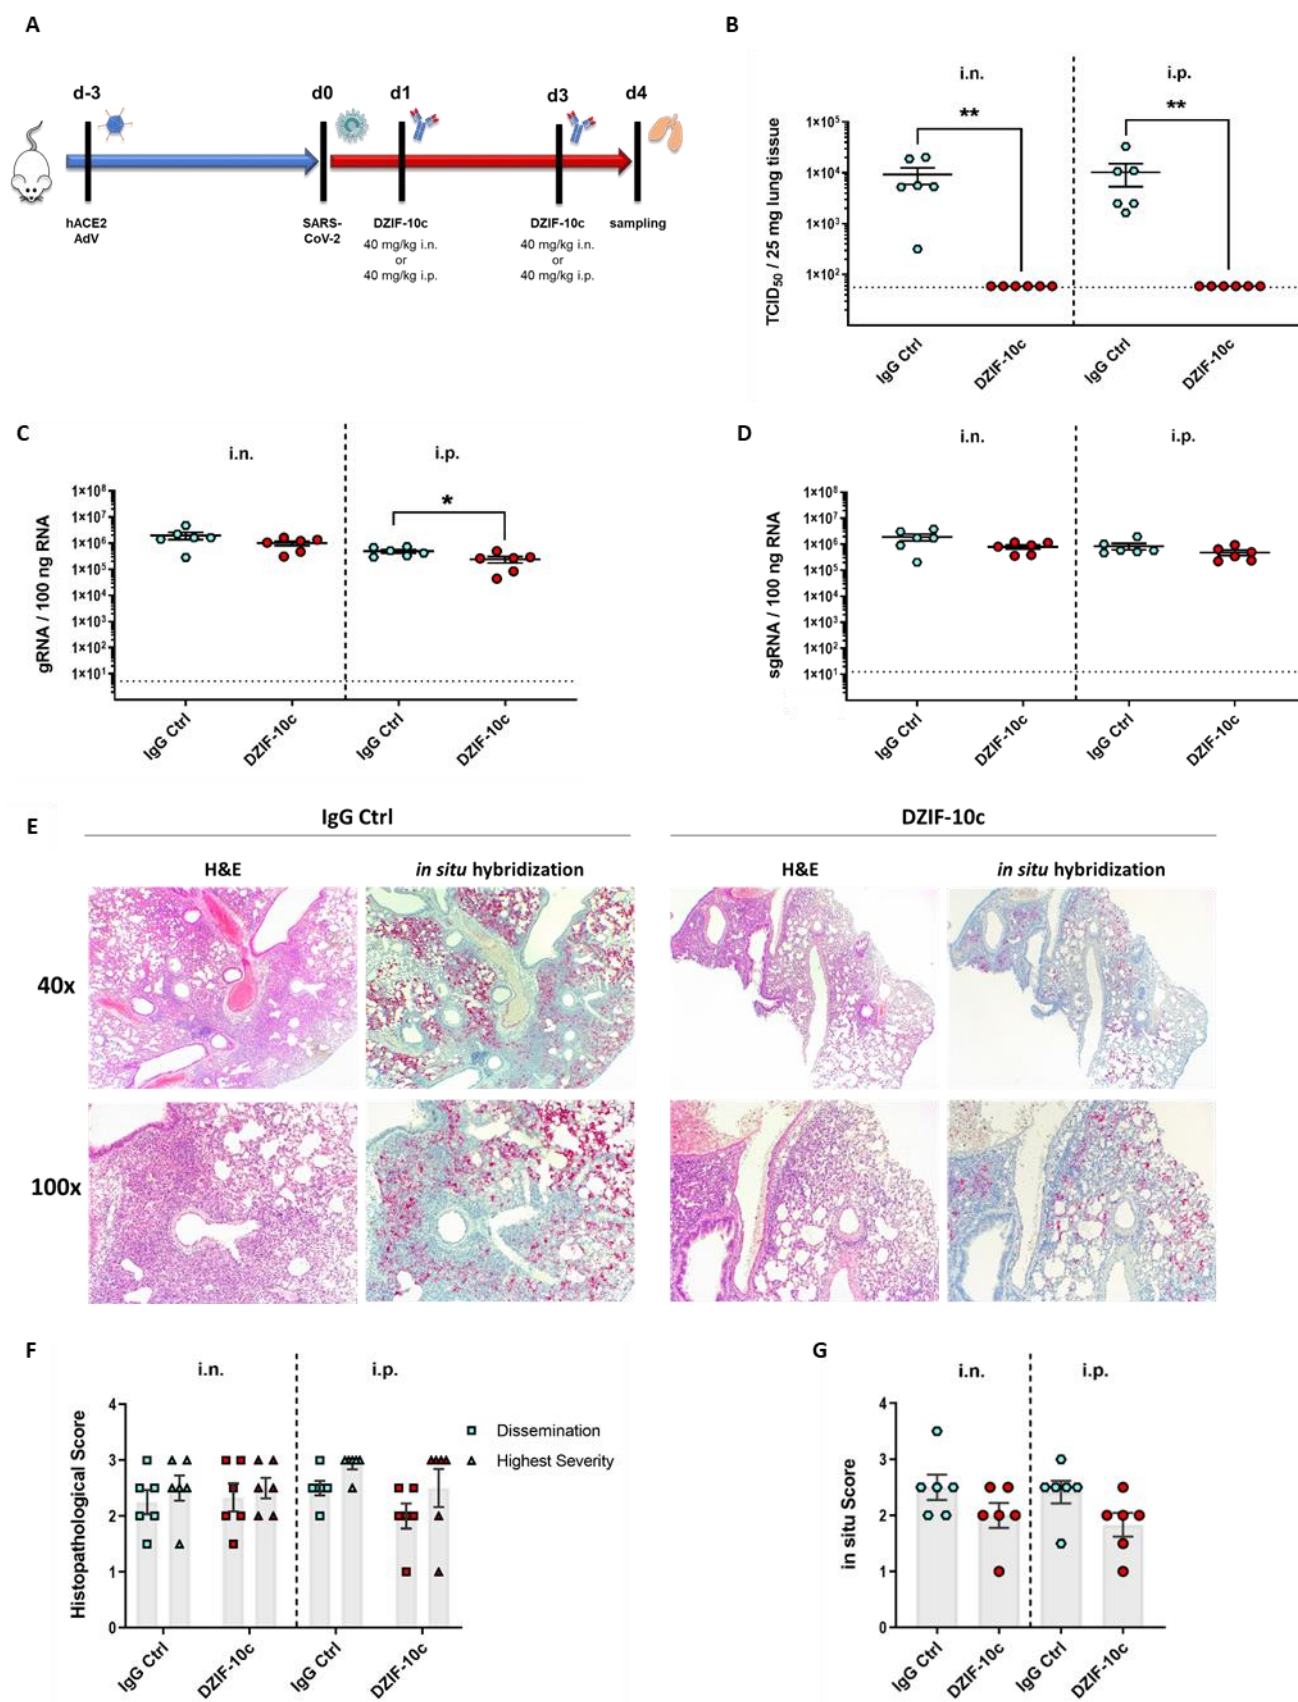 A
d-3
d0
d1
d3
d4
hACE2
AdV
SARS-
CoV-2
DZIF-10c
40 mg/kg i.n.
or
40 mg/kg i.p.
DZIF-10c
40 mg/kg i.n.
or
40 mg/kg i.p.
sampling
B
i.n.
i.p.
**
**
TCID₅₀ / 25 mg lung tissue
1×10⁵
1×10⁴
1×10³
1×10²
IgG Ctrl
DZIF-10c
IgG Ctrl
DZIF-10c
C
i.n.
i.p.
*
gRNA / 100 ng RNA
1×10⁸
1×10⁷
1×10⁶
1×10⁵
1×10⁴
1×10³
1×10²
1×10¹
IgG Ctrl
DZIF-10c
IgG Ctrl
DZIF-10c
D
i.n.
i.p.
sgRNA / 100 ng RNA
1×10⁸
1×10⁷
1×10⁶
1×10⁵
1×10⁴
1×10³
1×10²
1×10¹
IgG Ctrl
DZIF-10c
IgG Ctrl
DZIF-10c
E
IgG Ctrl
DZIF-10c
H&E
in situ hybridization
H&E
in situ hybridization
40x
100x
F
i.n.
i.p.
Histopathological Score
4
3
2
1
0
Dissemination
Highest Severity
IgG Ctrl
DZIF-10c
IgG Ctrl
DZIF-10c
G
i.n.
i.p.
in situ Score
4
3
2
1
0
IgG Ctrl
DZIF-10c
IgG Ctrl
DZIF-10c